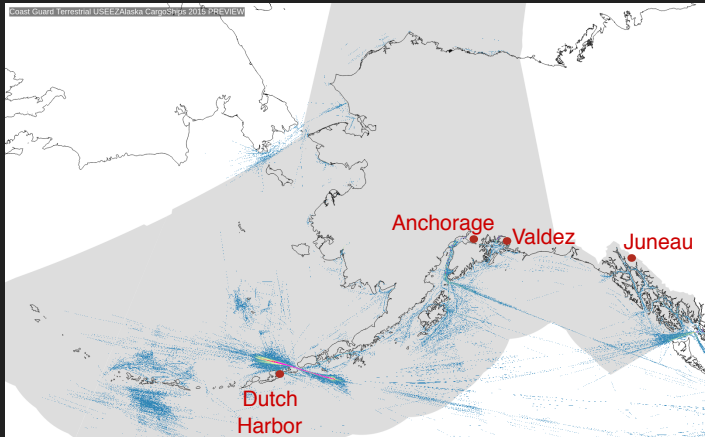 Coast Guard Terrestrial USEEZAlaska CargoShips 2015 PREVIEW
Anchorage
Valdez
Juneau
Dutch
Harbor